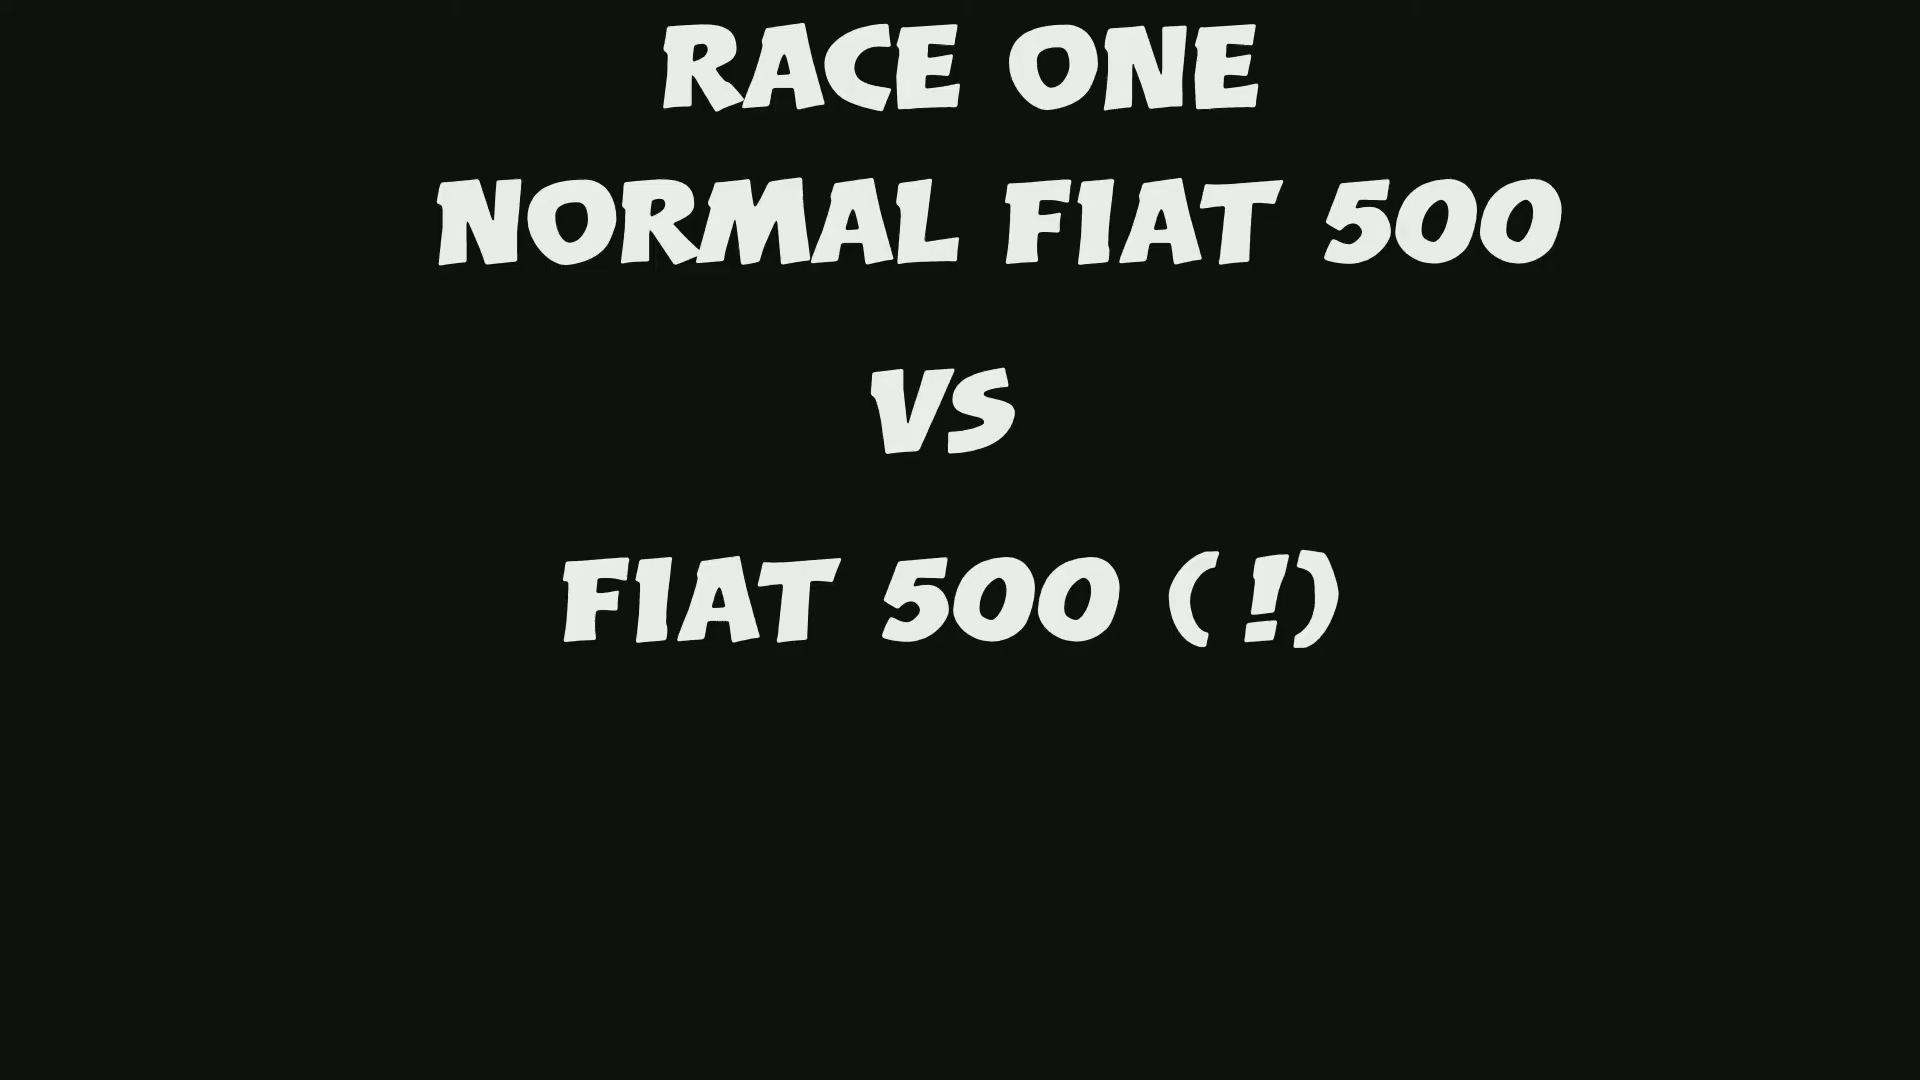 RACE ONE
NORMAL FIAT 500
VS
FIAT 500 ( !)